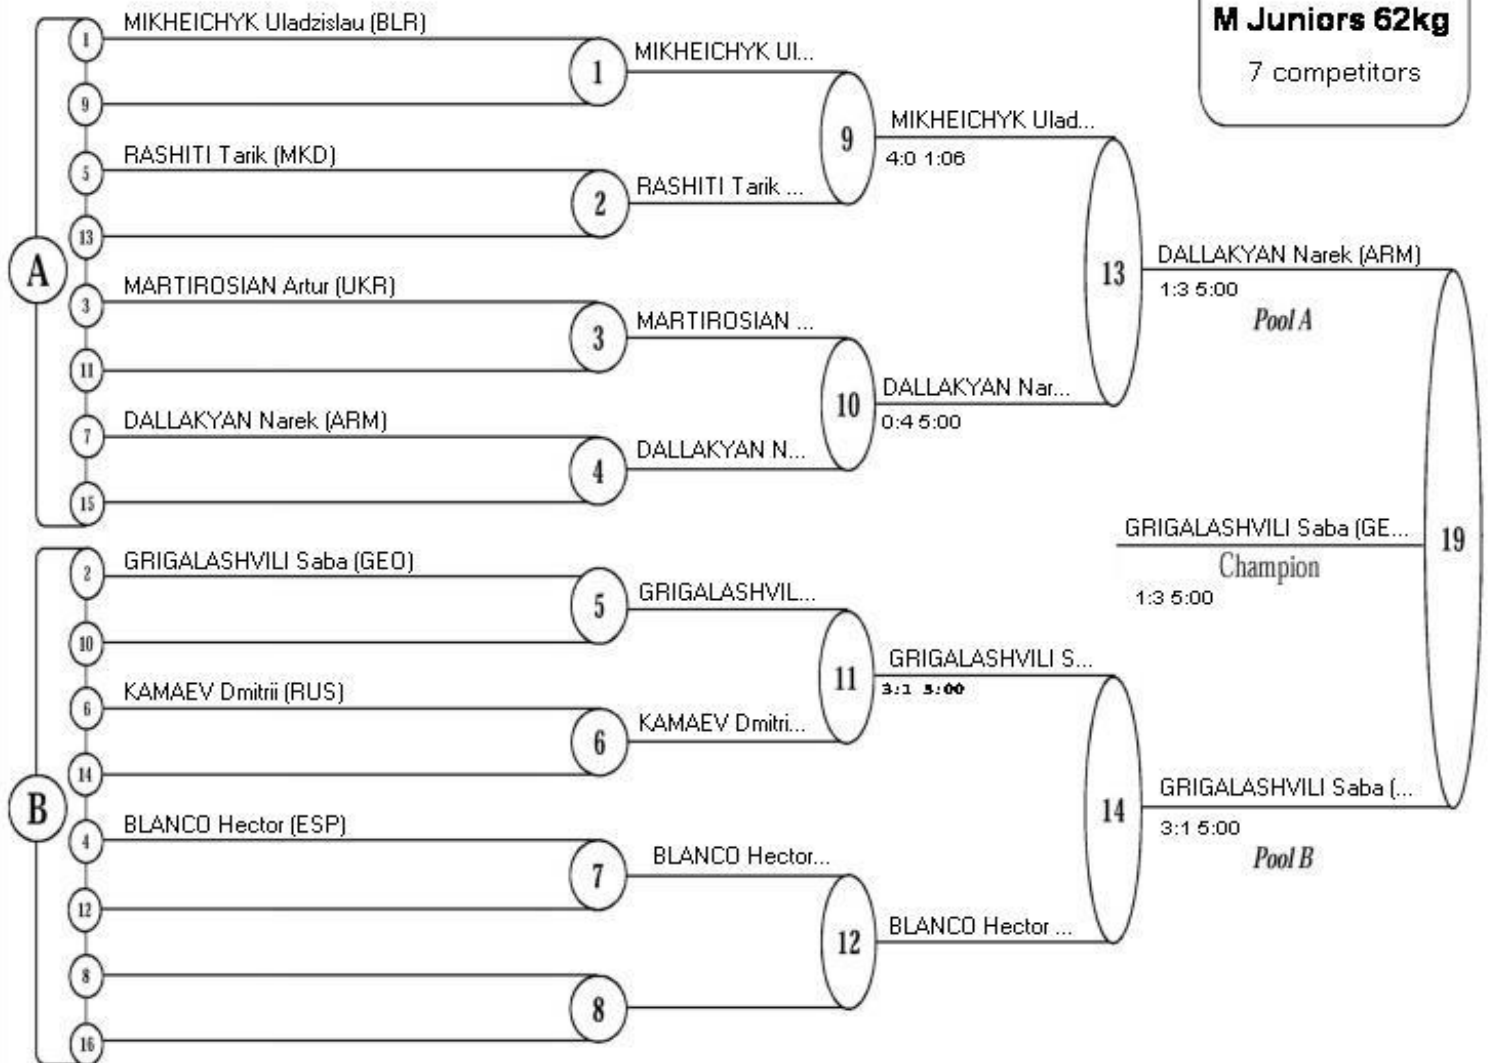 M Juniors 62kg
7 competitors
A
1
MIKHEICHYK Uladzislau (BLR)
9
5
RASHITI Tarik (MKD)
13
3
MARTIROSIAN Artur (UKR)
11
7
DALLAKYAN Narek (ARM)
15
B
2
GRIGALASHVILI Saba (GEO)
10
6
KAMAEV Dmitrii (RUS)
14
4
BLANCO Hector (ESP)
12
8
16
1
MIKHEICHYK Ul...
2
RASHITI Tarik ...
3
MARTIROSIAN ...
4
DALLAKYAN N...
5
GRIGALASHVIL...
6
KAMAEV Dmitri...
7
BLANCO Hector...
8
9
MIKHEICHYK Ulad...
4:0 1:06
10
DALLAKYAN Nar...
0:4 5:00
11
GRIGALASHVILI S...
3:1 5:00
12
BLANCO Hector ...
13
DALLAKYAN Narek (ARM)
1:3 5:00
Pool A
14
GRIGALASHVILI Saba (...
3:1 5:00
Pool B
19
GRIGALASHVILI Saba (GE...
Champion
1:3 5:00